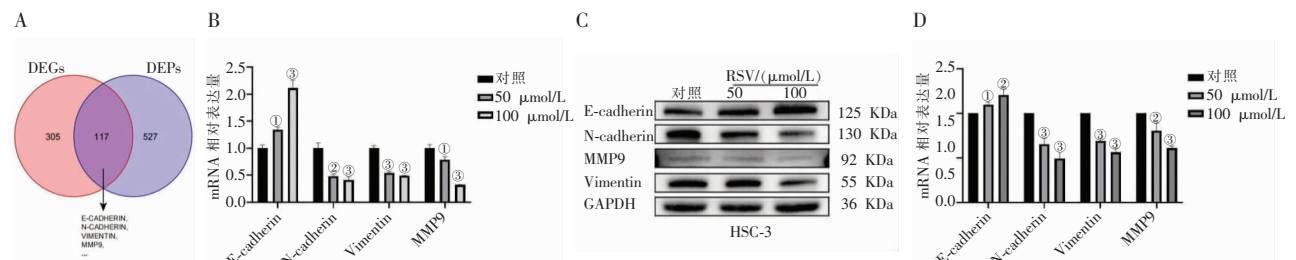 A
DEGs
DEPs
305
117
527
E-CADHERIN,
N-CADHERIN,
VIMENTIN,
MMP9,
...
B
mRNA 相对表达量
2.5
2.0
1.5
1.0
0.5
0.0
①
③
②
③
③
③
①
③
E-cadherin
N-cadherin
Vimentin
MMP9
对照
50 μmol/L
100 μmol/L
C
RSV/(μmol/L)
对照
50
100
E-cadherin
125 KDa
N-cadherin
130 KDa
MMP9
92 KDa
Vimentin
55 KDa
GAPDH
36 KDa
HSC-3
D
mRNA 相对表达量
2.5
2.0
1.5
1.0
0.5
0.0
①
②
③
③
③
③
②
③
E-cadherin
N-cadherin
Vimentin
MMP9
对照
50 μmol/L
100 μmol/L